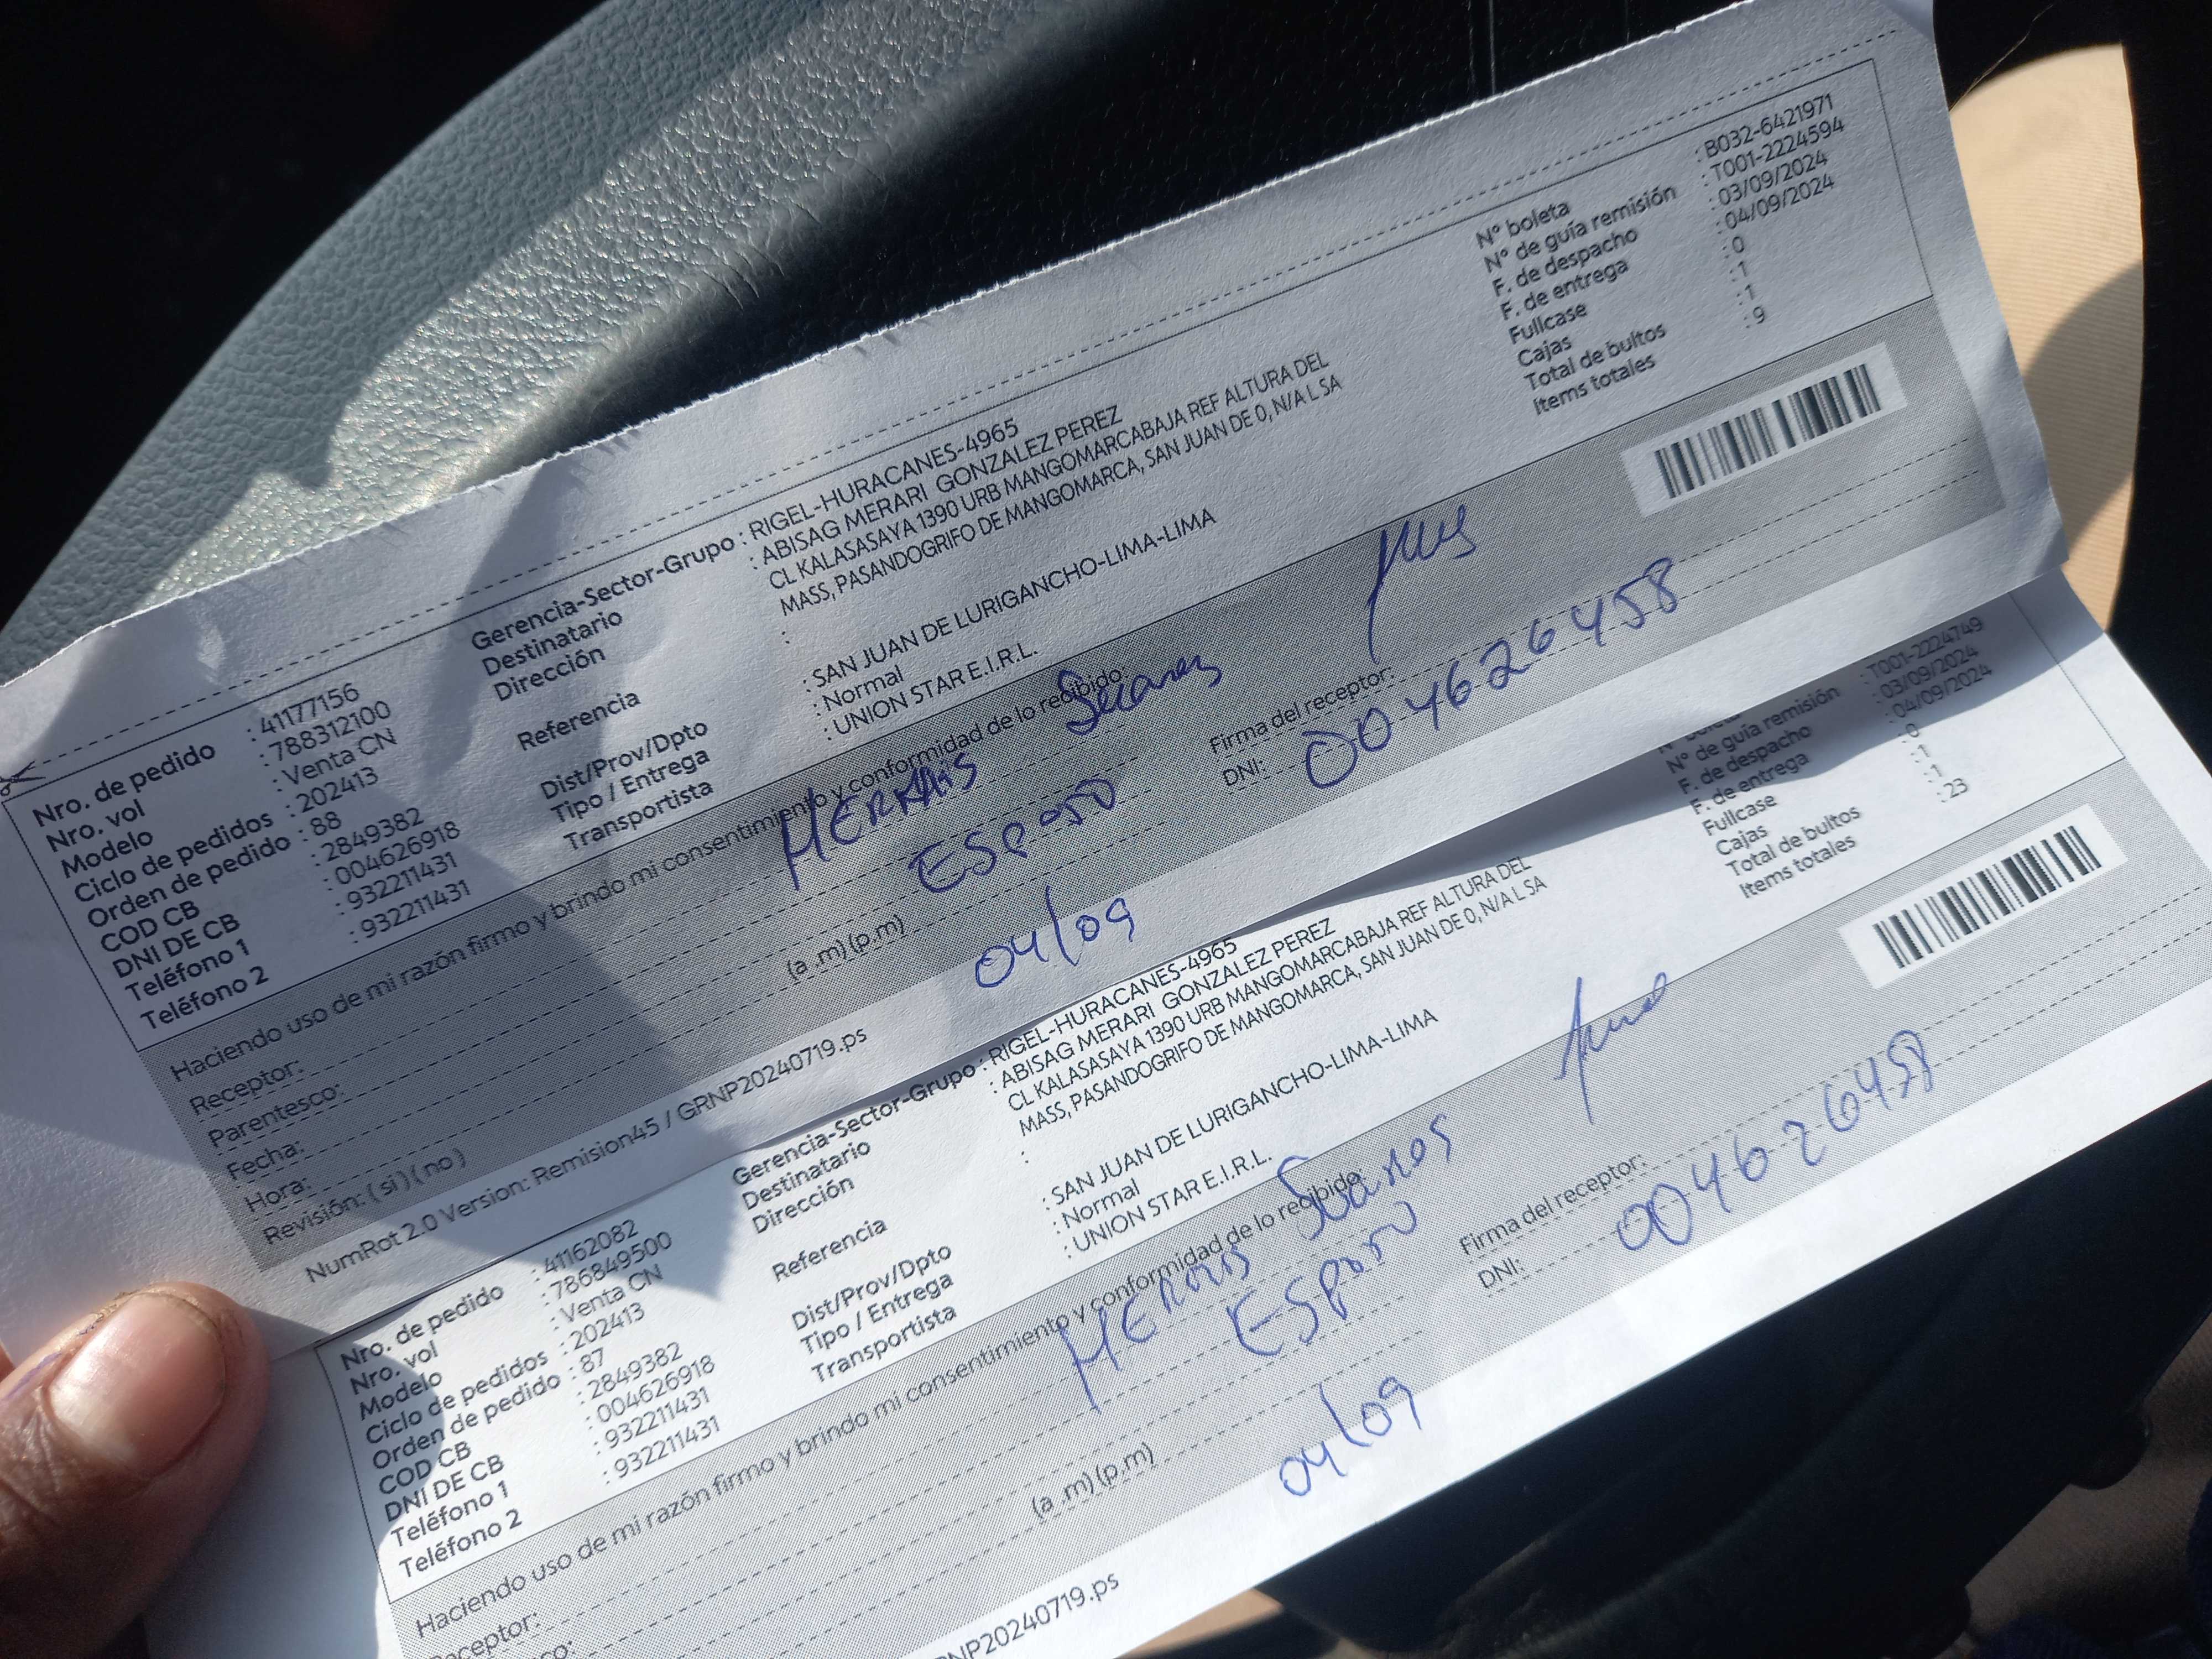 Nro. de pedido : 41177156
Nro. vol : 788312100
Modelo : Venta CN
Ciclo de pedidos : 202413
Orden de pedido : 88
COD CB : 2849382
DNI DE CB : 004626918
Teléfono 1 : 932211431
Teléfono 2 : 932211431
Gerencia-Sector-Grupo : RIGEL-HURACANES-4965
Destinatario : ABISAG MERARI GONZALEZ PEREZ
Dirección : CL KALASASAYA 1390 URB MANGOMARCABAJA REF ALTURA DEL
MASS, PASANDOGRIFO DE MANGOMARCA, SAN JUAN DE 0, N/A L SA
Referencia :
Dist/Prov/Dpto : SAN JUAN DE LURIGANCHO-LIMA-LIMA
Tipo / Entrega : Normal
Transportista : UNION STAR E.I.R.L.
N° boleta : B032-6421971
N° de guía remisión : T001-2224594
F. de despacho : 03/09/2024
F. de entrega : 04/09/2024
Fullcase : 0
Cajas : 1
Total de bultos : 1
Items totales : 9
Haciendo uso de mi razón firmo y brindo mi consentimiento y conformidad de lo recibido:
Receptor:
Parentesco: ESPOSO
Fecha: 04/09
Hora: (a .m) (p.m)
Revisión: ( si ) ( no )
Firma del receptor:
DNI: 004626458
NumRot 2.0 Version: Remision45 / GRNP20240719.ps
Nro. de pedido : 41162082
Nro. vol : 786849500
Modelo : Venta CN
Ciclo de pedidos : 202413
Orden de pedido : 87
COD CB : 2849382
DNI DE CB : 004626918
Teléfono 1 : 932211431
Teléfono 2 : 932211431
Gerencia-Sector-Grupo : RIGEL-HURACANES-4965
Destinatario : ABISAG MERARI GONZALEZ PEREZ
Dirección : CL KALASASAYA 1390 URB MANGOMARCABAJA REF ALTURA DEL
MASS, PASANDOGRIFO DE MANGOMARCA, SAN JUAN DE 0, N/A L SA
Referencia :
Dist/Prov/Dpto : SAN JUAN DE LURIGANCHO-LIMA-LIMA
Tipo / Entrega : Normal
Transportista : UNION STAR E.I.R.L.
N° de guía remisión : T001-2224749
F. de despacho : 03/09/2024
F. de entrega : 04/09/2024
Fullcase : 0
Cajas : 1
Total de bultos : 1
Items totales : 23
Haciendo uso de mi razón firmo y brindo mi consentimiento y conformidad de lo recibido:
eceptor:
co: ESPOSO
04/09
(a .m) (p.m)
Firma del receptor:
DNI: 004626458
RNP20240719.ps